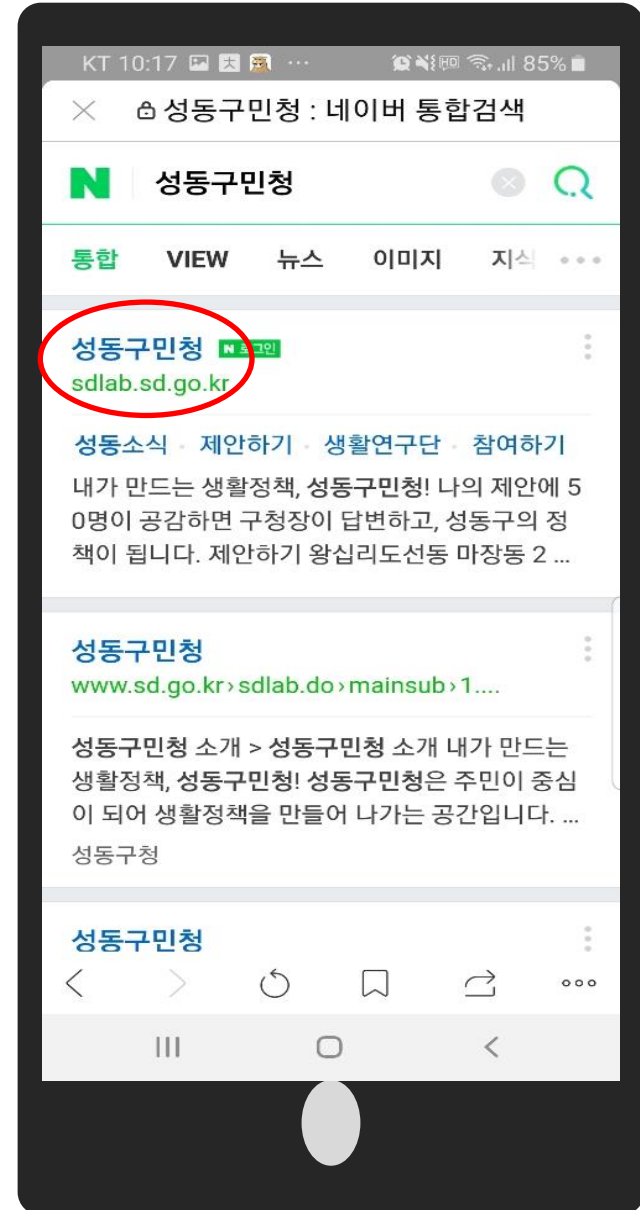 KT 10:17 大 ... HD 85%
성동구민청 : 네이버 통합검색
N 성동구민청
통합 VIEW 뉴스 이미지 지식
성동구민청 N 로그인
sdlab.sd.go.kr
성동소식 · 제안하기 · 생활연구단 · 참여하기
내가 만드는 생활정책, 성동구민청! 나의 제안에 5
0명이 공감하면 구청장이 답변하고, 성동구의 정
책이 됩니다. 제안하기 왕십리도선동 마장동 2 ...
성동구민청
www.sd.go.kr › sdlab.do › mainsub › 1....
성동구민청 소개 > 성동구민청 소개 내가 만드는
생활정책, 성동구민청! 성동구민청은 주민이 중심
이 되어 생활정책을 만들어 나가는 공간입니다. ...
성동구청
성동구민청